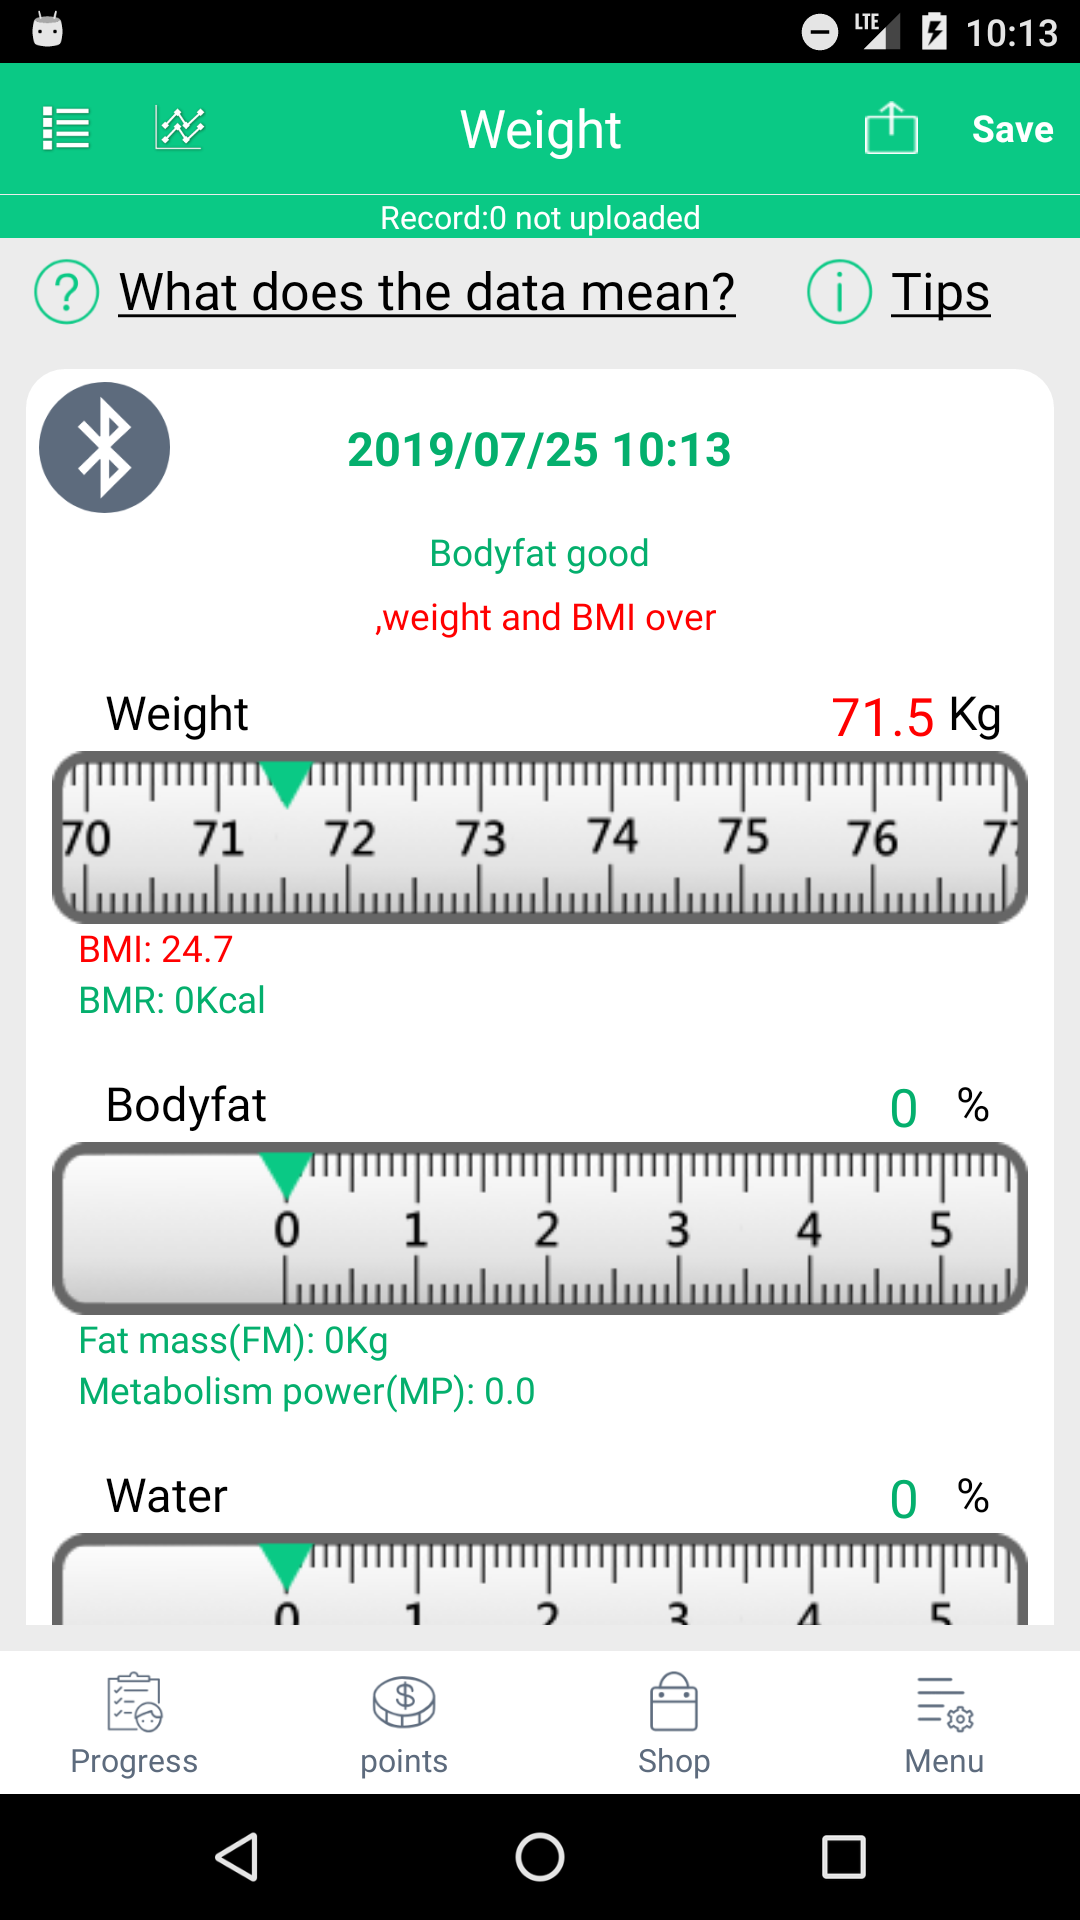 LTE 10:13
Weight Save
Record:0 not uploaded
? What does the data mean? i Tips
2019/07/25 10:13
Bodyfat good
,weight and BMI over
Weight 71.5 Kg
70 71 72 73 74 75 76 77
BMI: 24.7
BMR: 0Kcal
Bodyfat 0 %
0 1 2 3 4 5
Fat mass(FM): 0Kg
Metabolism power(MP): 0.0
Water 0 %
0 1 2 3 4 5
$
Progress points Shop Menu